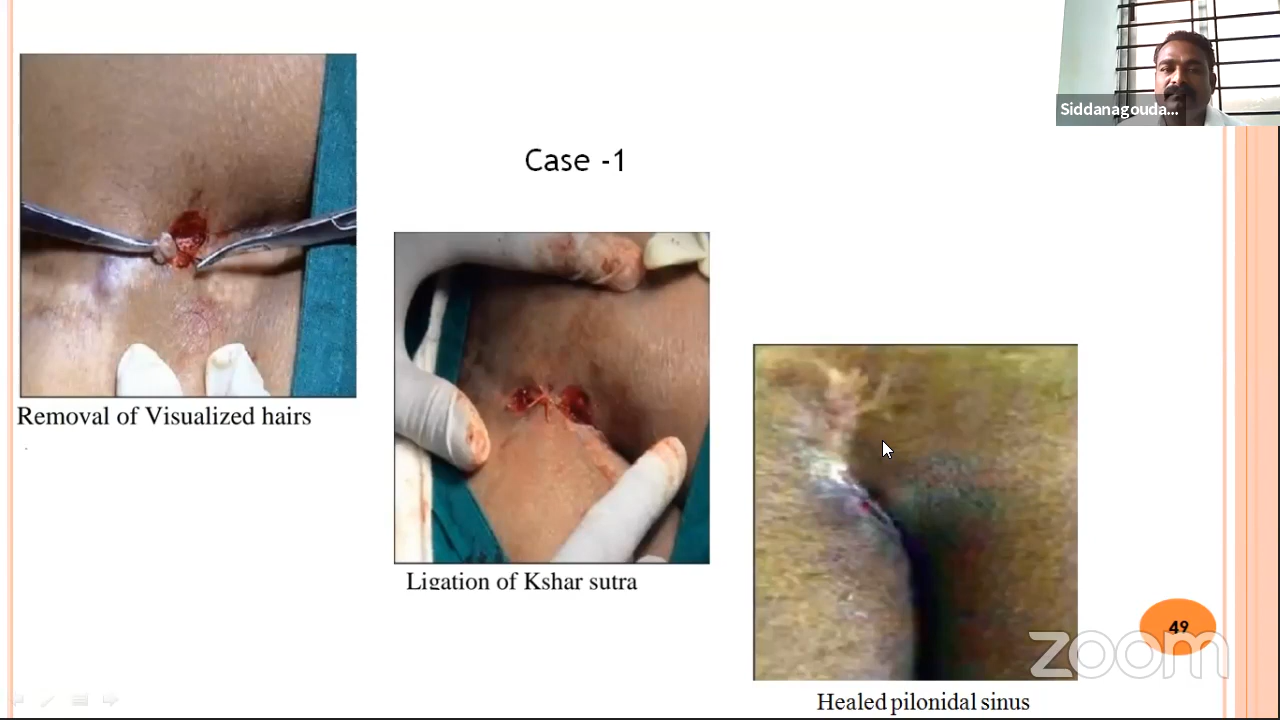 Siddanagouda...
Case -1
Removal of Visualized hairs
Ligation of Kshar sutra
49
zoom
Healed pilonidal sinus